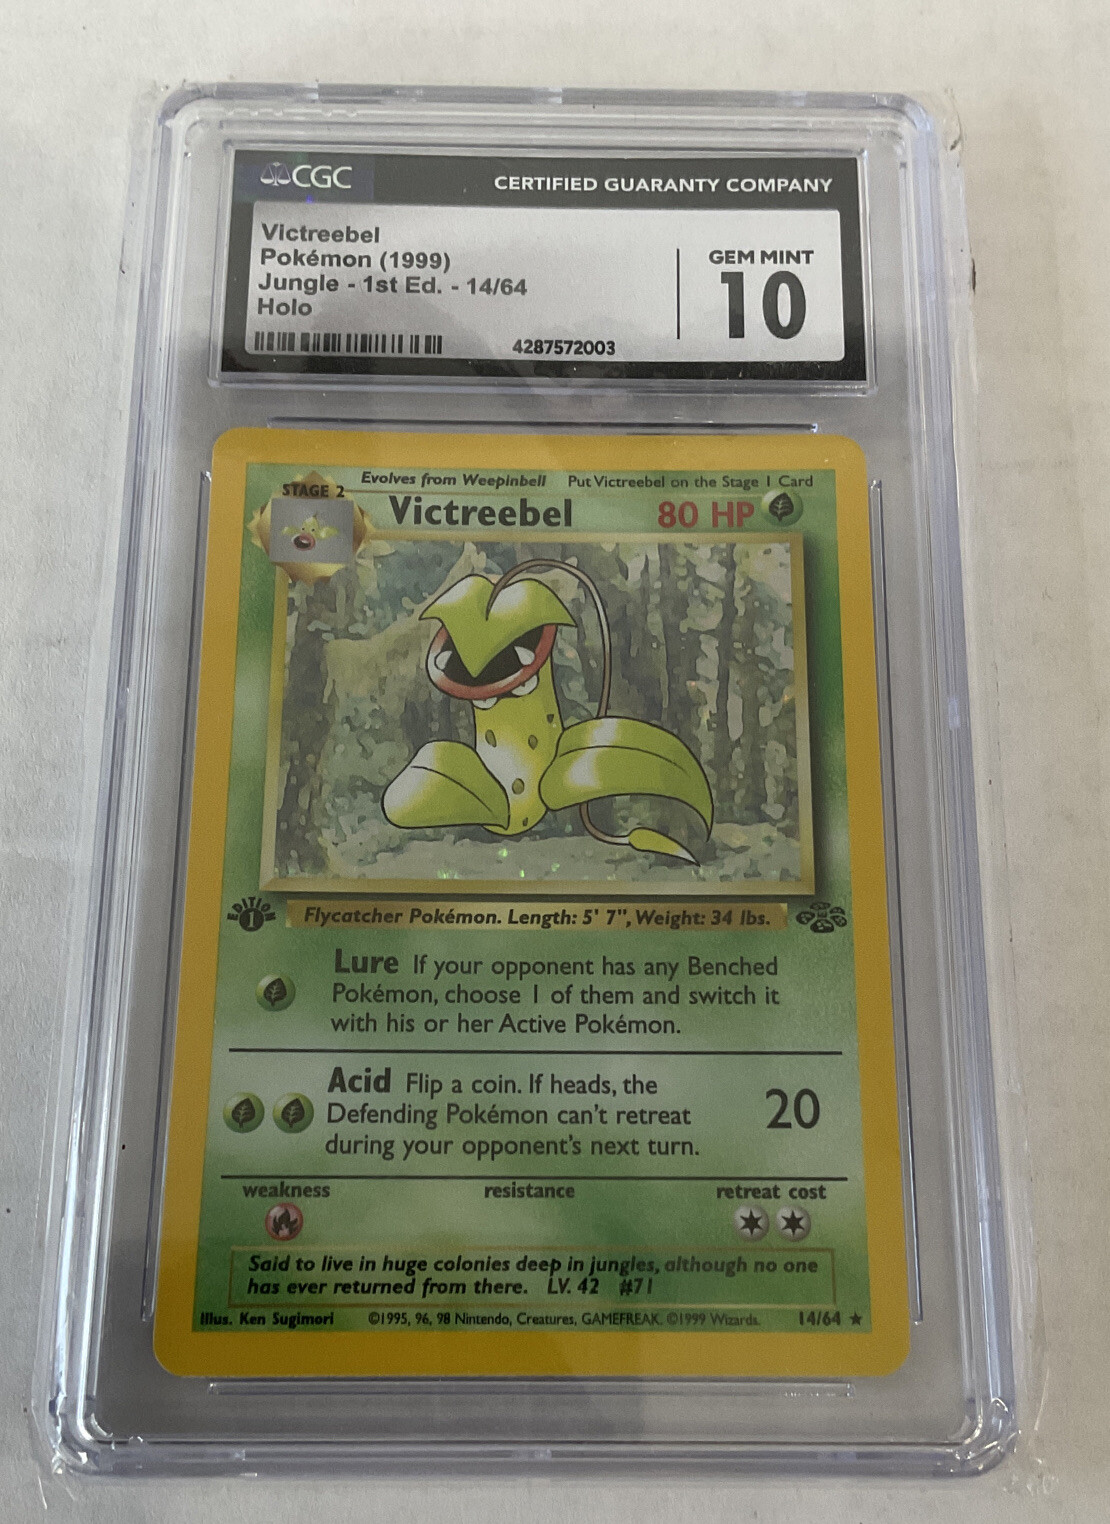 CGC
CERTIFIED GUARANTY COMPANY
Victreebel
Pokémon (1999)
Jungle - 1st Ed. - 14/64
Holo
GEM MINT
10
4287572003
Evolves from Weepinbell Put Victreebel on the Stage 1 Card
STAGE 2
Victreebel 80 HP
EDITION
1
Flycatcher Pokémon. Length: 5' 7", Weight: 34 lbs.
Lure If your opponent has any Benched
Pokémon, choose 1 of them and switch it
with his or her Active Pokémon.
Acid Flip a coin. If heads, the
Defending Pokémon can't retreat
during your opponent's next turn.
20
weakness resistance retreat cost
Said to live in huge colonies deep in jungles, although no one
has ever returned from there. LV. 42 #71
Illus. Ken Sugimori ©1995, 96, 98 Nintendo, Creatures, GAMEFREAK. ©1999 Wizards. 14/64 ★